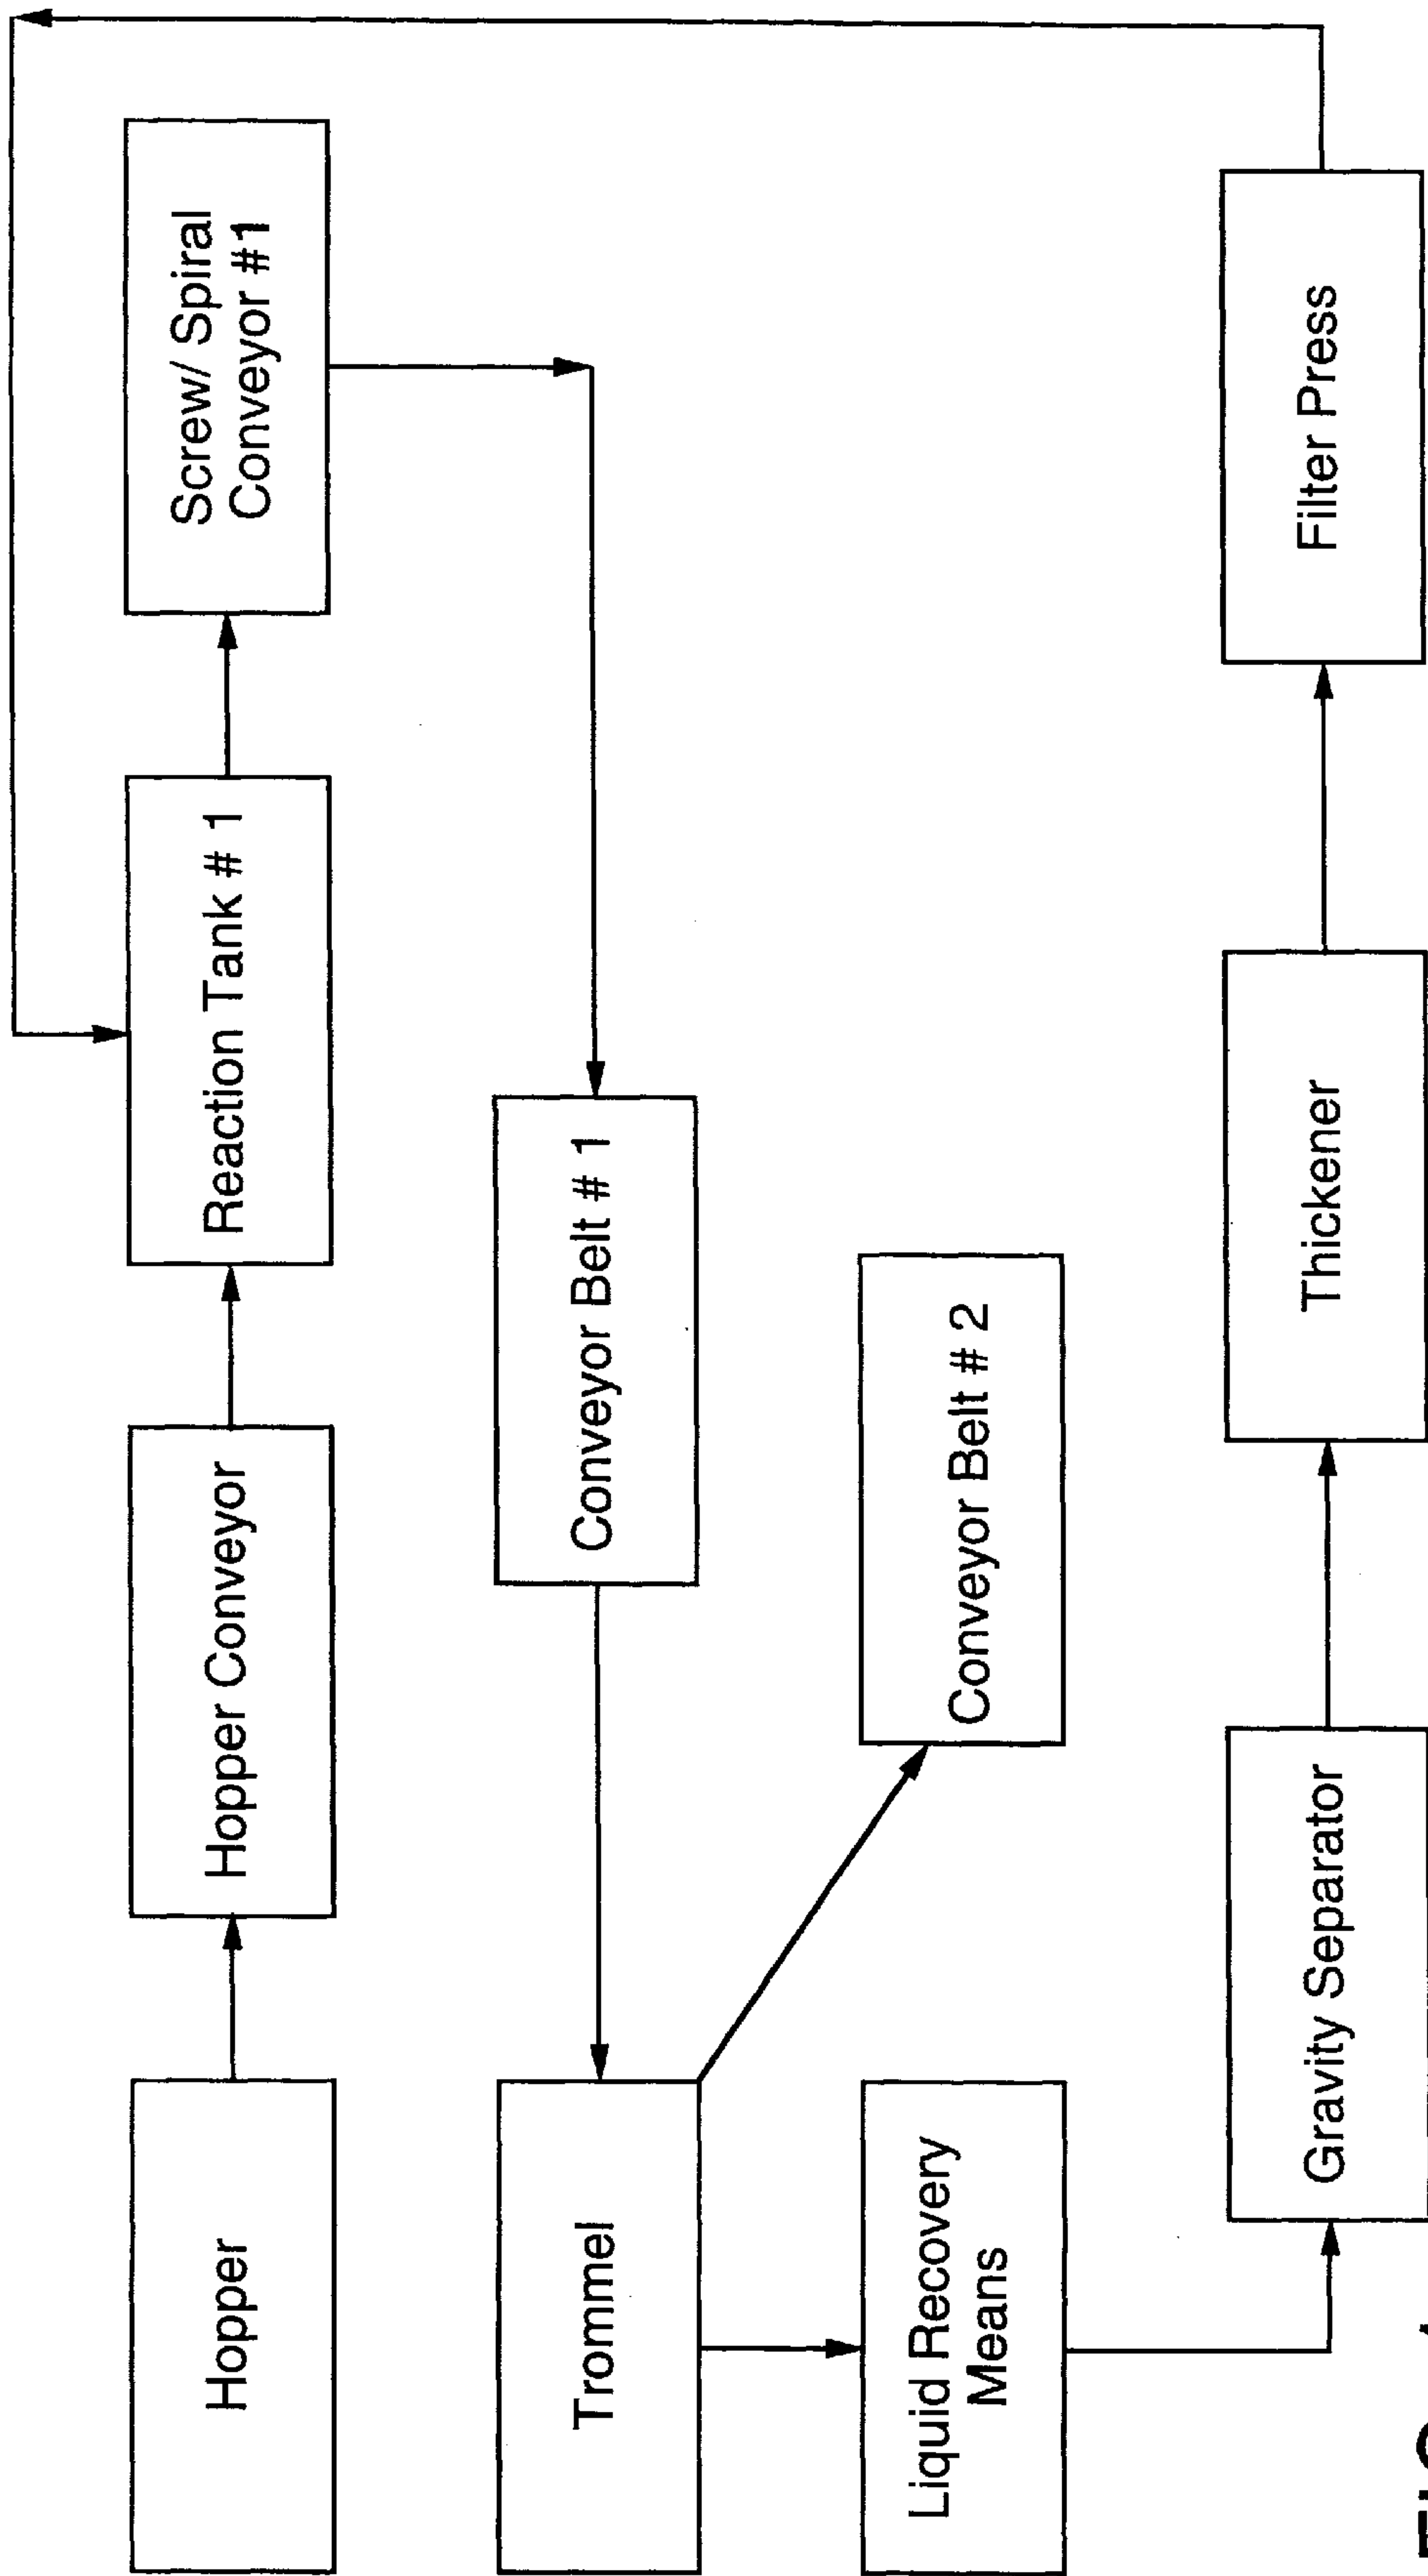 Hopper
Hopper Conveyor
Reaction Tank # 1
Screw/ Spiral
Conveyor #1
Trommel
Conveyor Belt # 1
Liquid Recovery
Means
Conveyor Belt # 2
Gravity Separator
Thickener
Filter Press